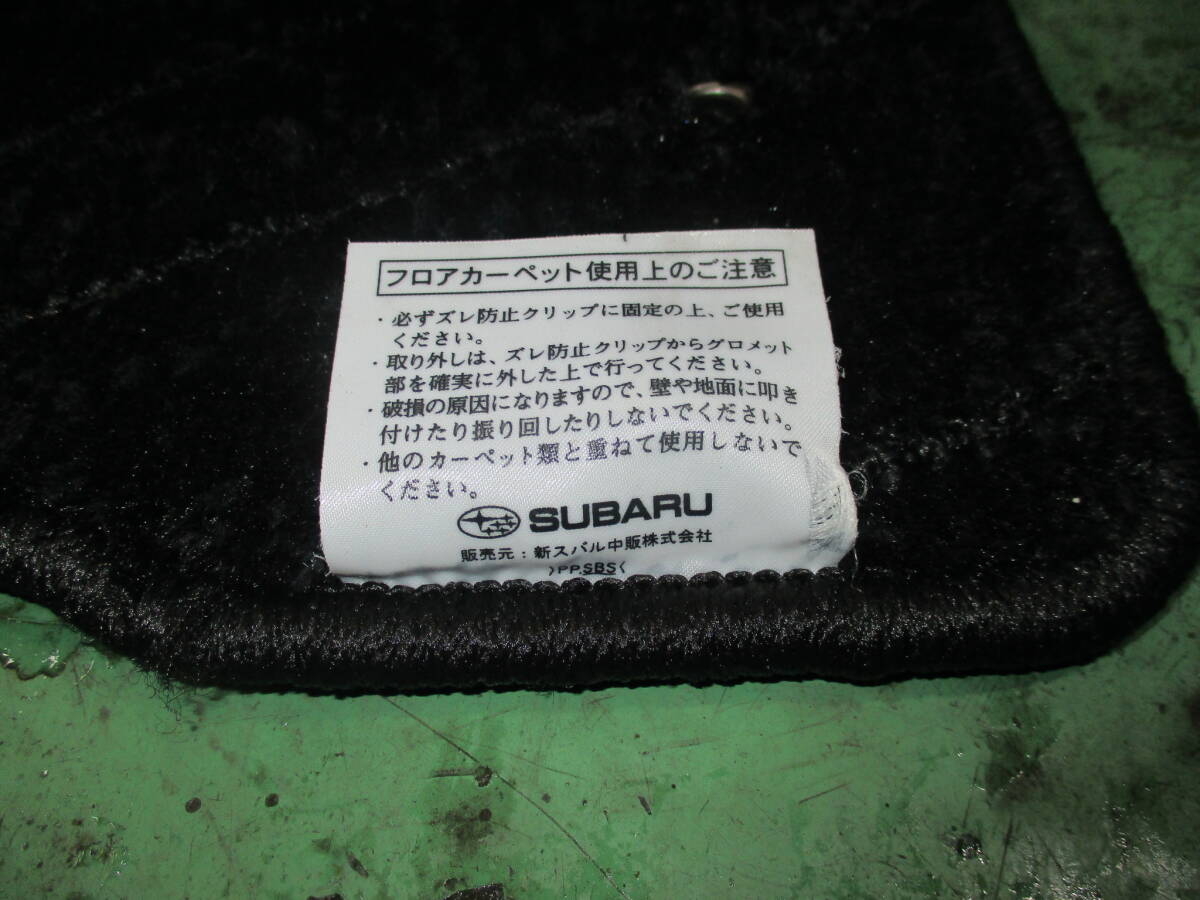 フロアカーペット使用上のご注意
・必ずズレ防止クリップに固定の上、ご使用
ください。
・取り外しは、ズレ防止クリップからグロメット
部を確実に外した上で行ってください。
・破損の原因になりますので、壁や地面に叩き
付けたり振り回したりしないでください。
・他のカーペット類と重ねて使用しないで
ください。
SUBARU
販売元：新スバル中販株式会社
>PP,SBS<